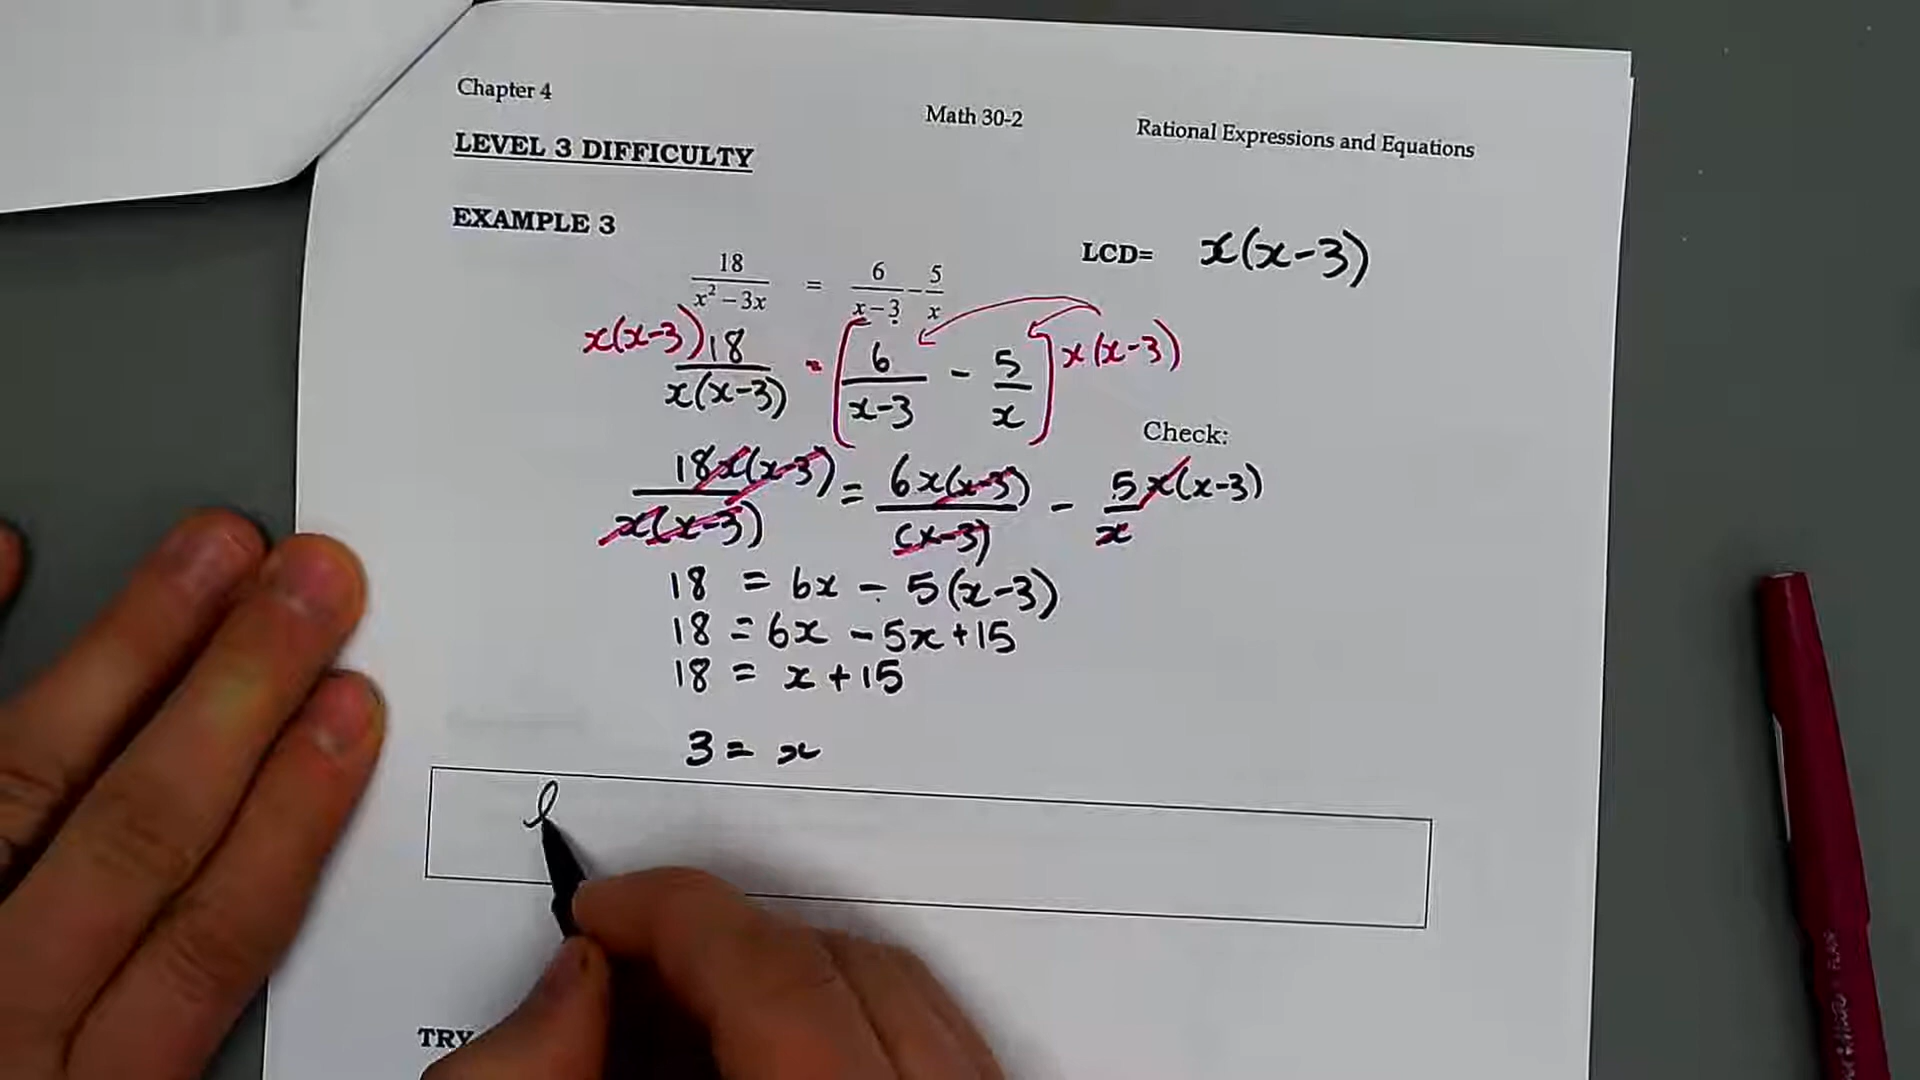 Chapter 4
Math 30-2
Rational Expressions and Equations
LEVEL 3 DIFFICULTY
EXAMPLE 3
LCD= x(x-3)
18/(x² - 3x) = 6/(x - 3) - 5/x
x(x-3) 18/(x(x-3)) = [6/(x-3) - 5/x] x(x-3)
Check:
18x(x-3)/(x(x-3)) = 6x(x-3)/(x-3) - 5x(x-3)/x
18 = 6x - 5(x-3)
18 = 6x - 5x + 15
18 = x + 15
3 = x
TRY